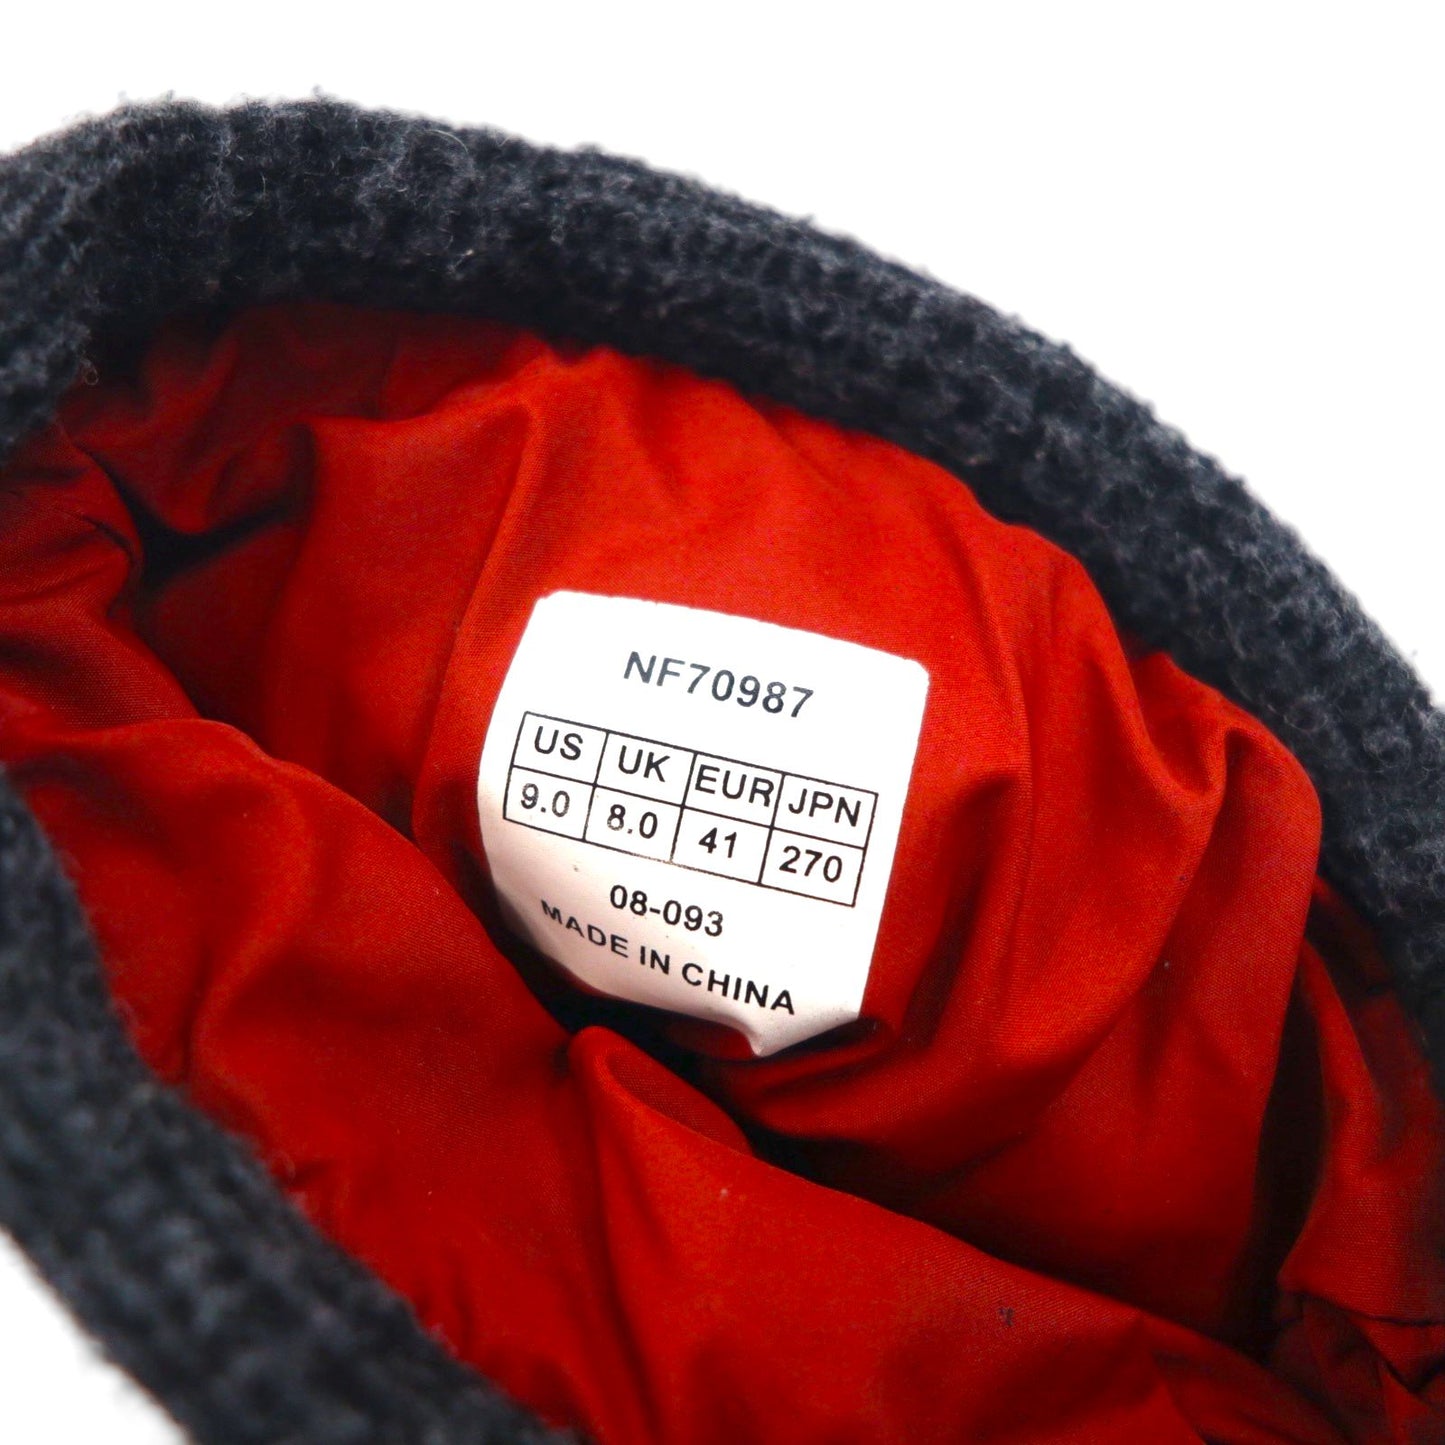 NF70987
US UK EUR JPN
9.0 8.0 41 270
08-093
MADE IN CHINA